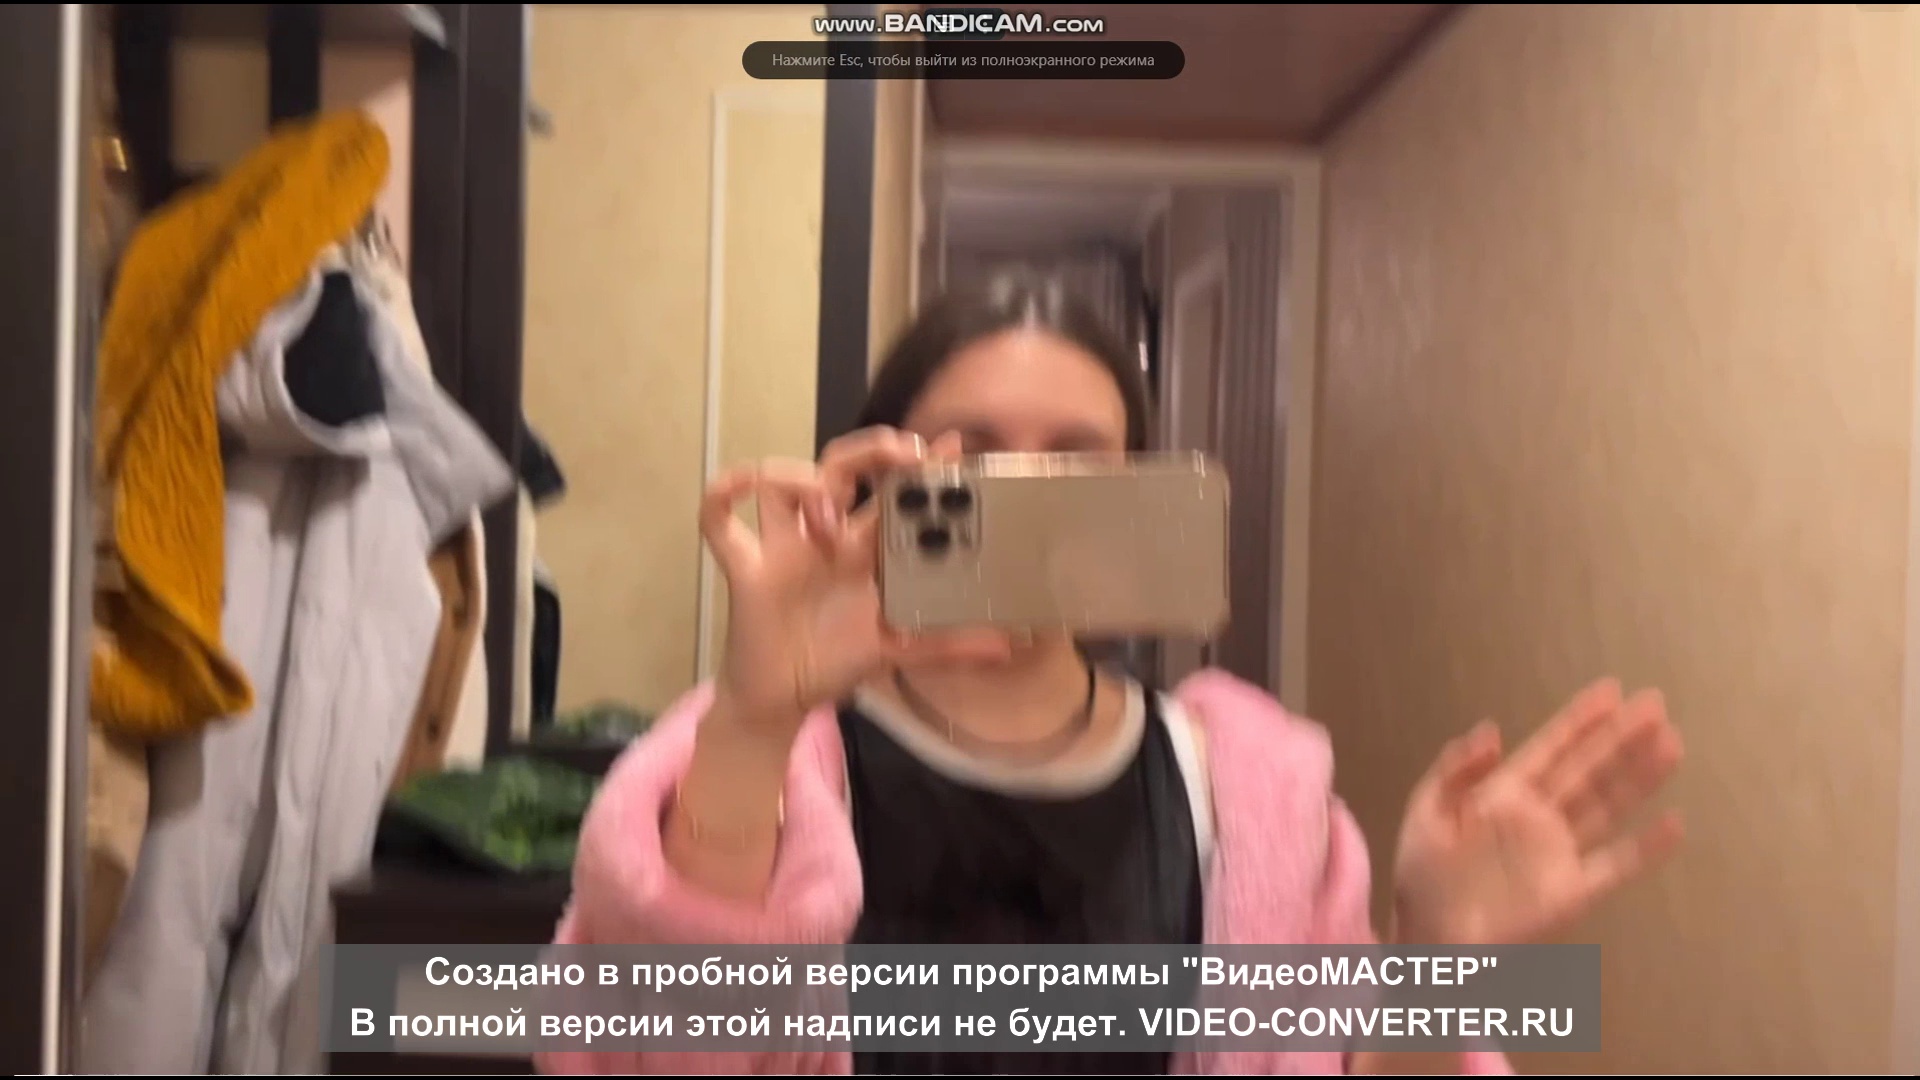 www.BANDICAM.com
Нажмите Esc, чтобы выйти из полноэкранного режима
Создано в пробной версии программы "ВидеоМАСТЕР"
В полной версии этой надписи не будет. VIDEO-CONVERTER.RU